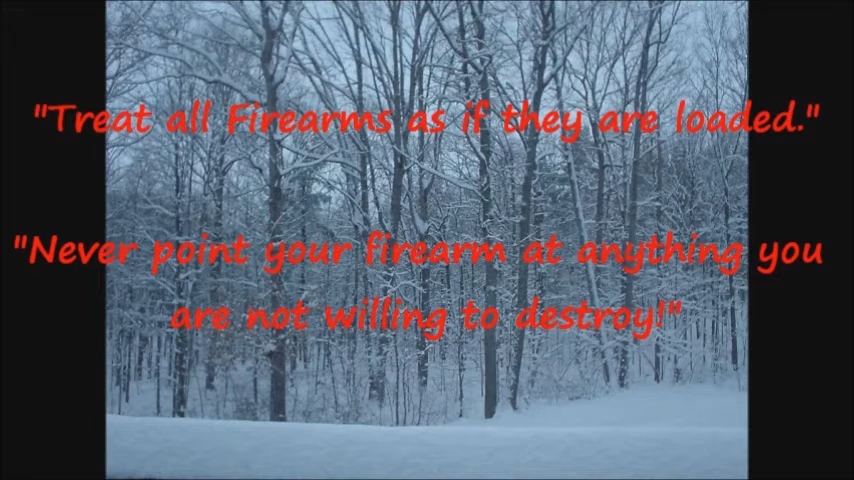 "Treat all Firearms as if they are loaded."
"Never point your firearm at anything you
are not willing to destroy!"